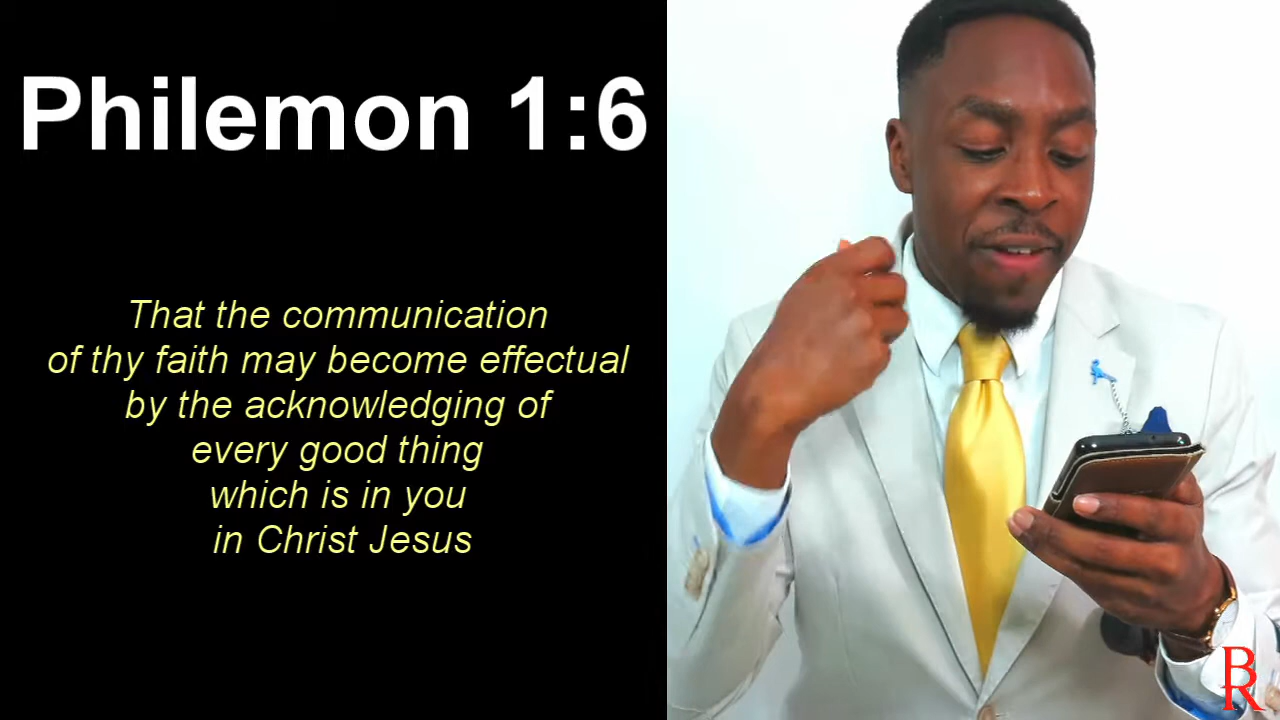 Philemon 1:6
That the communication
of thy faith may become effectual
by the acknowledging of
every good thing
which is in you
in Christ Jesus
BR